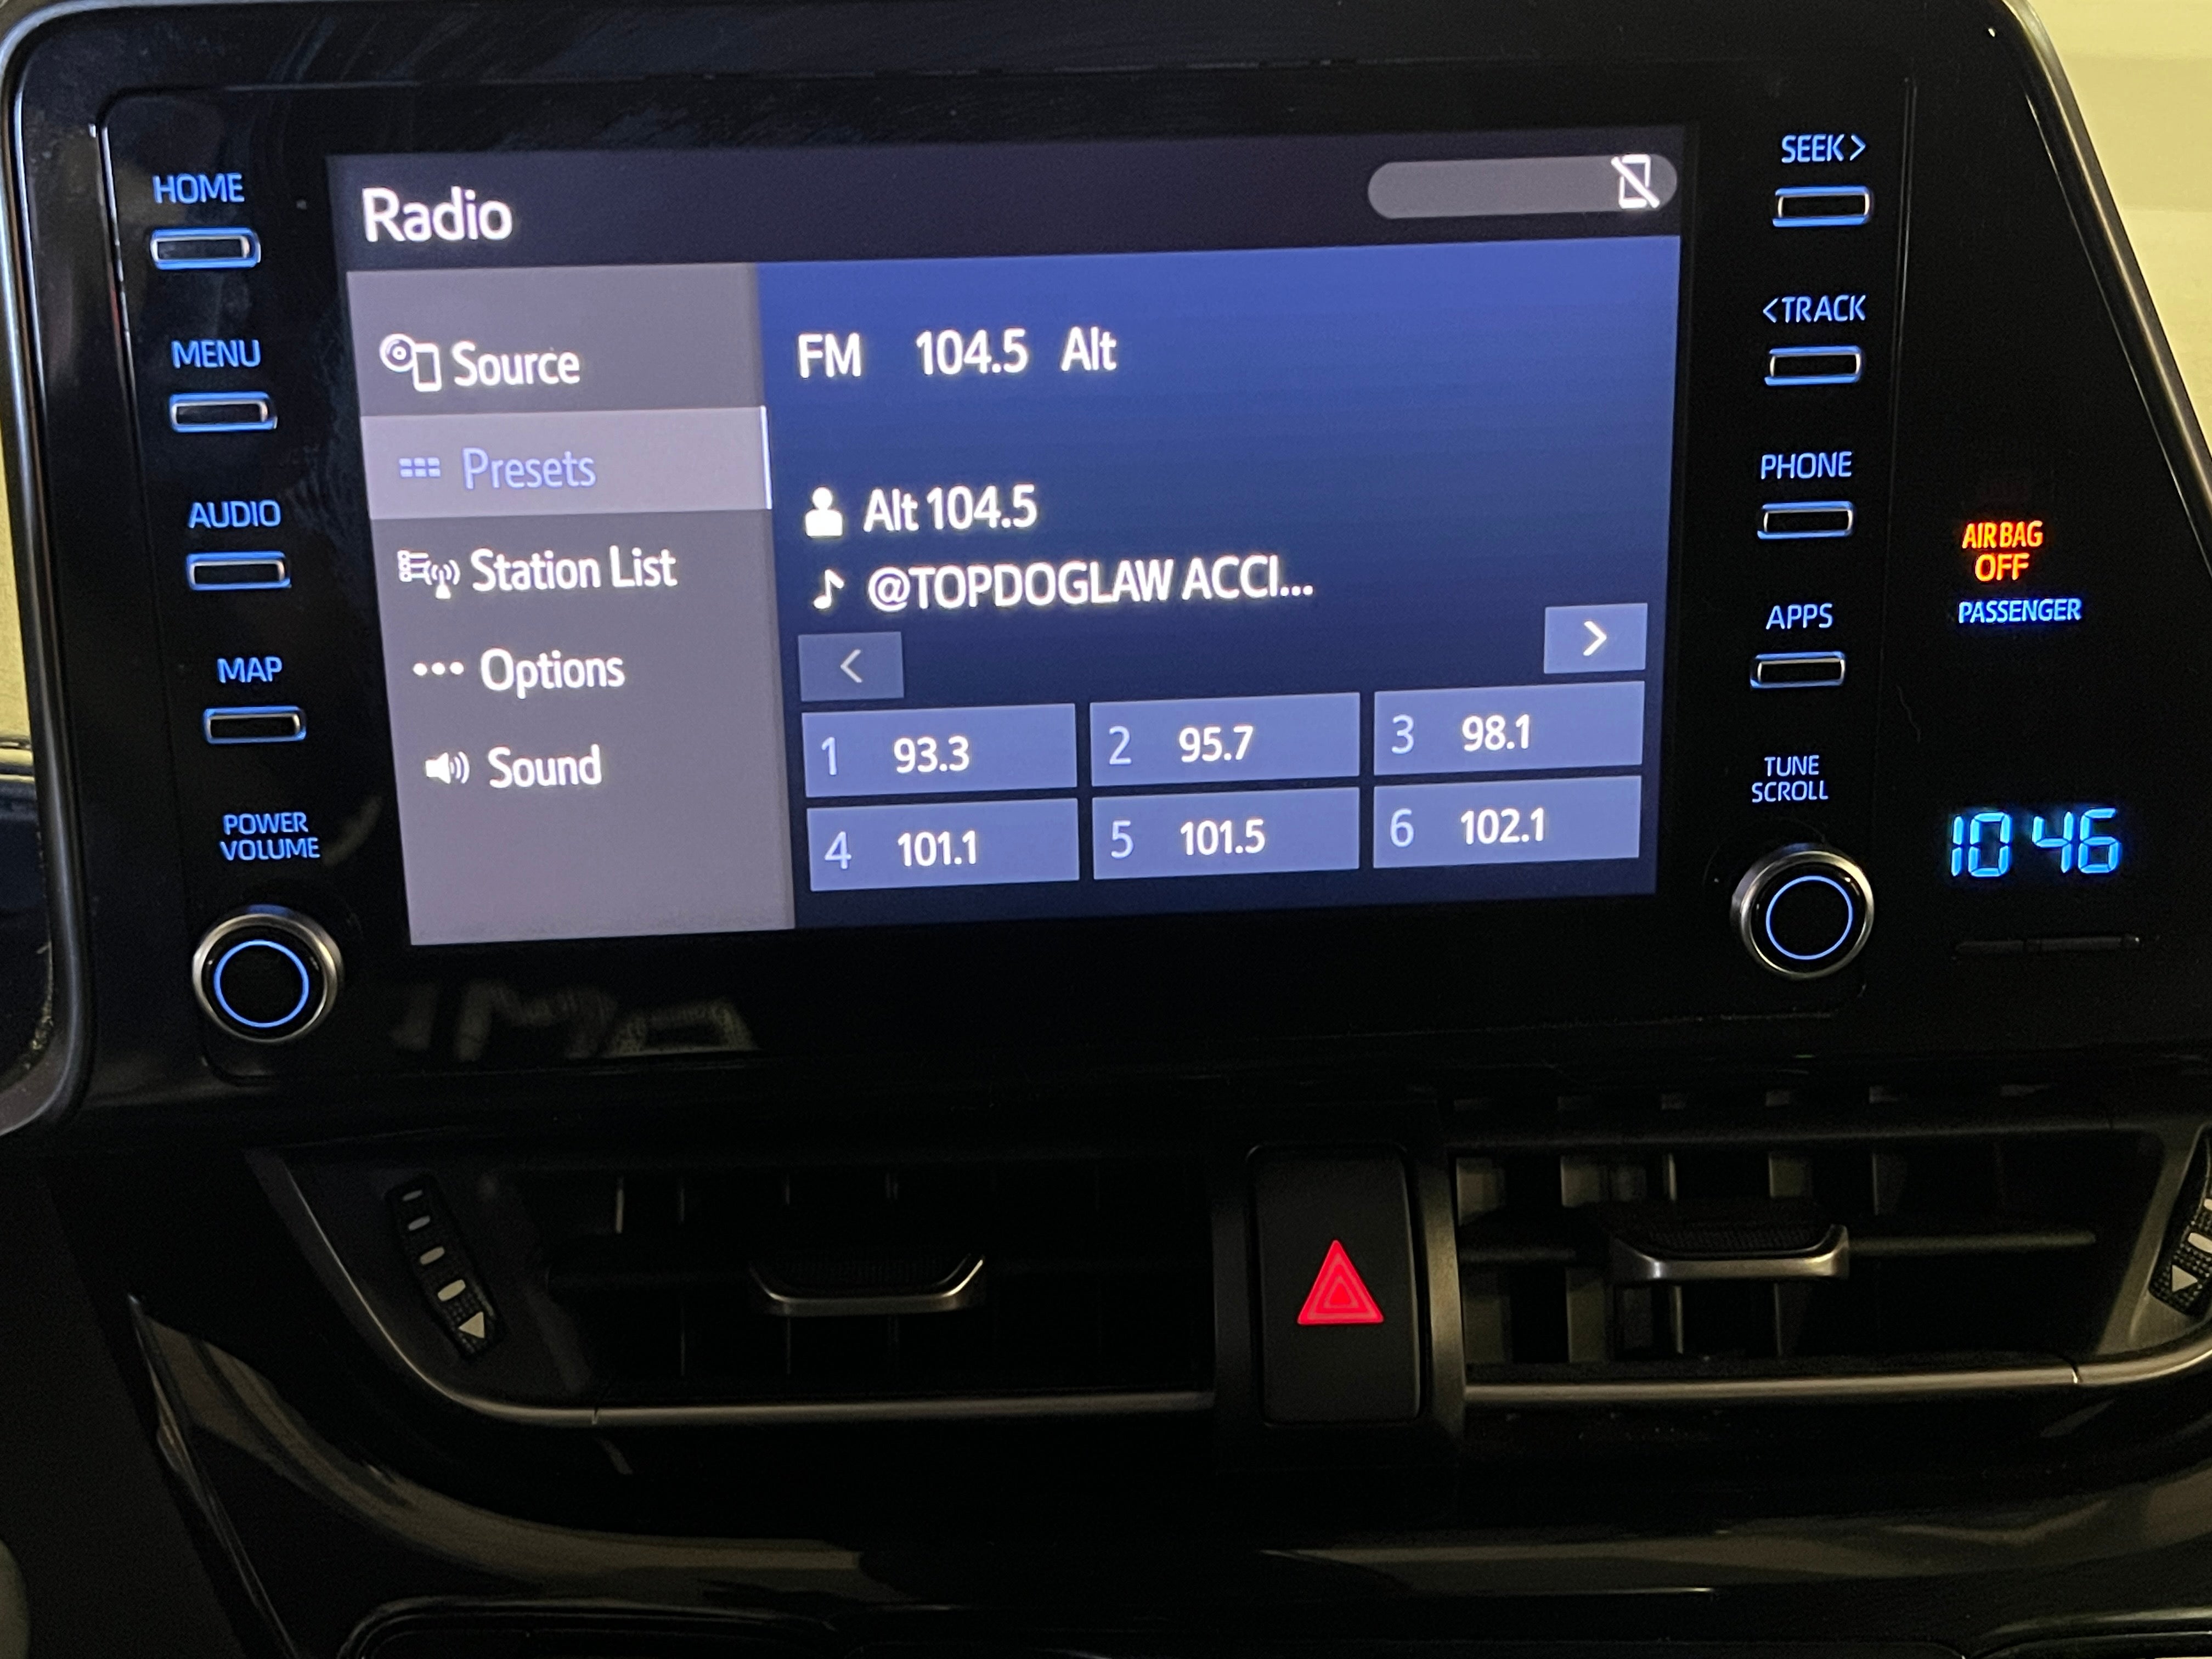 HOME
MENU
AUDIO
MAP
POWER
VOLUME
Radio
Source
Presets
Station List
Options
Sound
FM 104.5 Alt
Alt 104.5
@TOPDOGLAW ACCI...
<
>
1 93.3
2 95.7
3 98.1
4 101.1
5 101.5
6 102.1
SEEK >
< TRACK
PHONE
APPS
TUNE
SCROLL
AIR BAG
OFF
PASSENGER
10 46